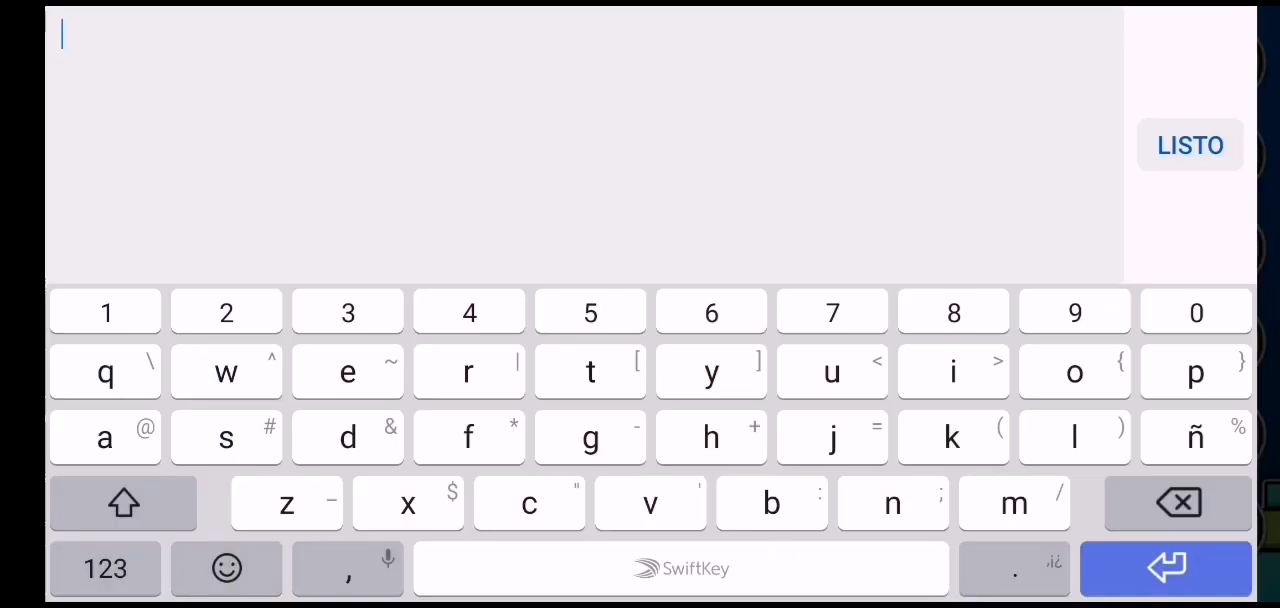 LISTO
1 2 3 4 5 6 7 8 9 0
q \ w ^ e ~ r | t [ y ] u < i > o { p }
a @ s # d & f * g - h + j = k ( l ) ñ %
z _ x $ c " v ' b : n ; m /
123 , SwiftKey . ,¡¿